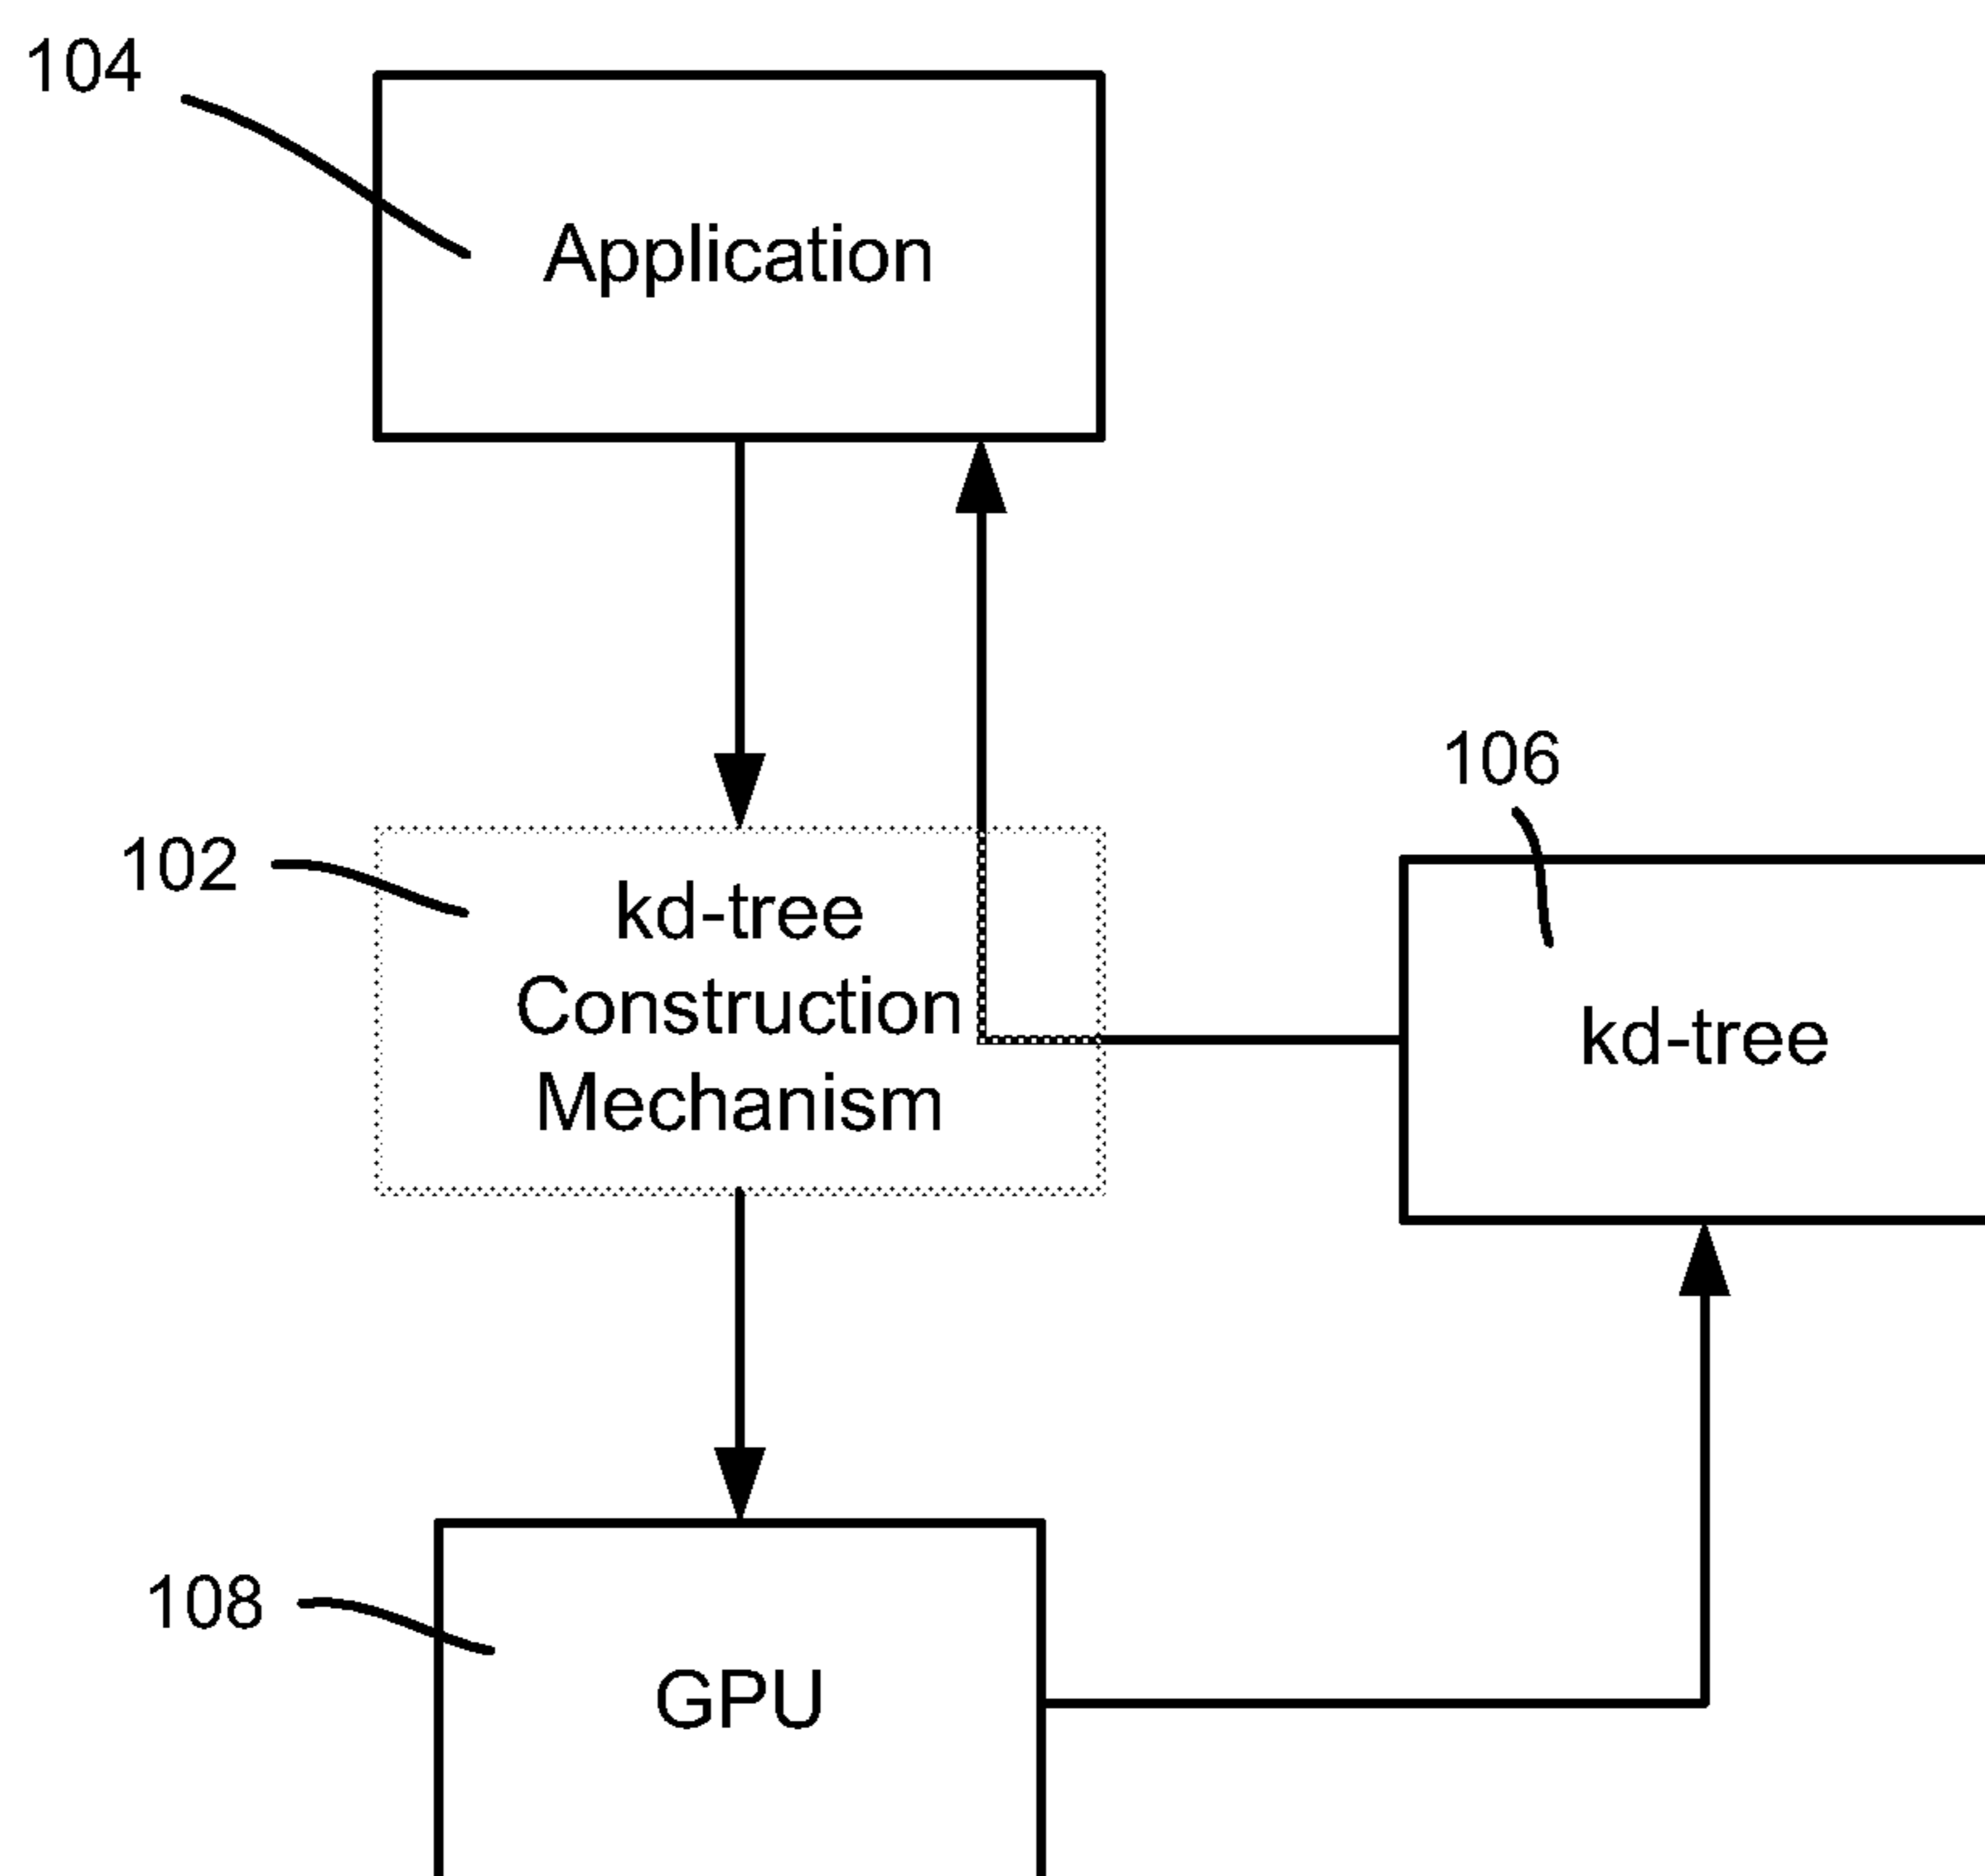 104
Application
106
102
kd-tree
Construction
Mechanism
kd-tree
108
GPU